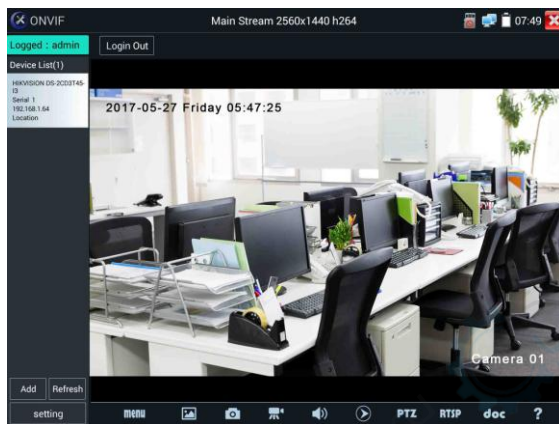 ONVIF
Main Stream 2560x1440 h264
07:49
Logged : admin
Login Out
Device List(1)
HIKVISION DS-2CD3T45-
I3
Serial 1
192.168.1.64
Location
2017-05-27 Friday 05:47:25
Camera 01
Add
Refresh
setting
menu
PTZ
RTSP
doc
?